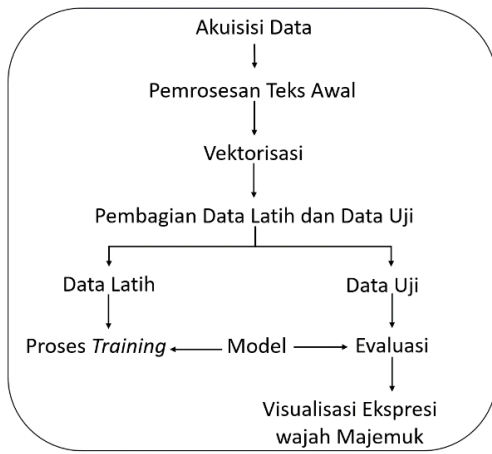 Akuisisi Data
Pemrosesan Teks Awal
Vektorisasi
Pembagian Data Latih dan Data Uji
Data Latih
Data Uji
Proses Training
Model
Evaluasi
Visualisasi Ekspresi
wajah Majemuk